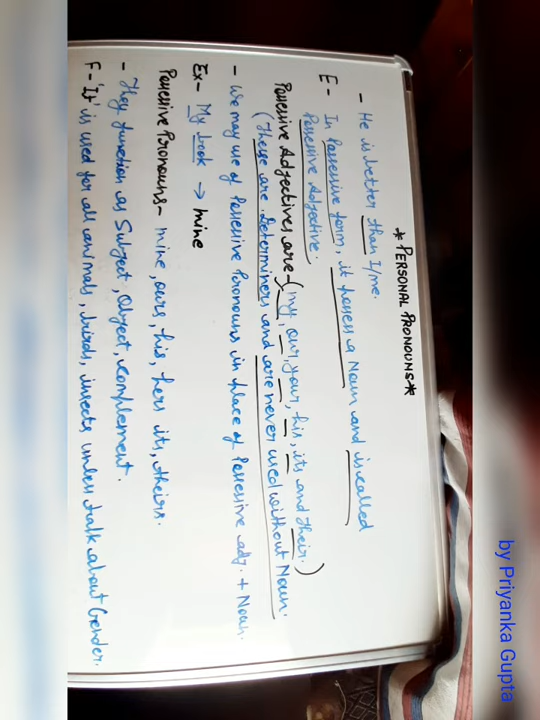 * PERSONAL PRONOUNS *
- He is better than I/me.
E - In Possessive form, it possess a Noun and is called
Possessive Adjective.
Possessive Adjectives are - (my, our, your, his, its and their.)
(These are Determiners and are never used without Noun.
- We may use of Possessive Pronouns in place of Possessive adj. + Noun.
Ex - My book → mine
Possessive Pronouns - mine, ours, his, hers its, theirs.
- They function as Subject, Object, complement.
F - 'It' is used for all animals, birds, insects unless talk about Gender.
by Priyanka Gupta